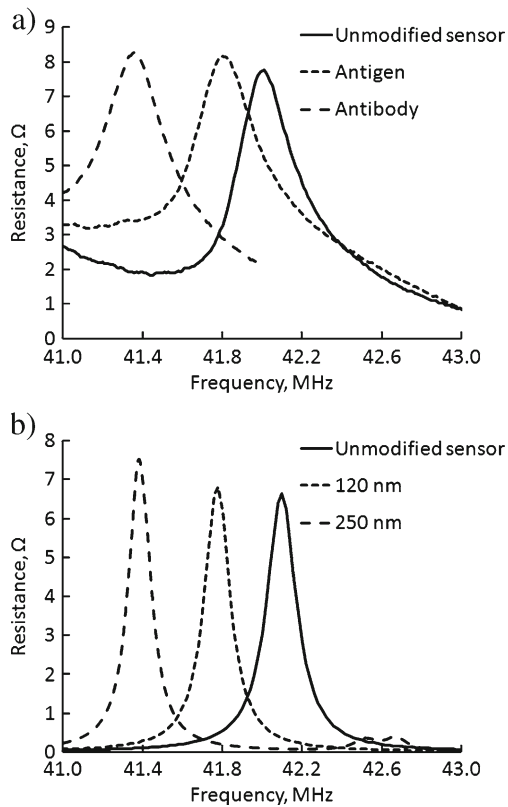 a)
Resistance, Ω
9
8
7
6
5
4
3
2
1
0
Unmodified sensor
Antigen
Antibody
41.0 41.4 41.8 42.2 42.6 43.0
Frequency, MHz
b)
Resistance, Ω
8
7
6
5
4
3
2
1
0
Unmodified sensor
120 nm
250 nm
41.0 41.4 41.8 42.2 42.6 43.0
Frequency, MHz